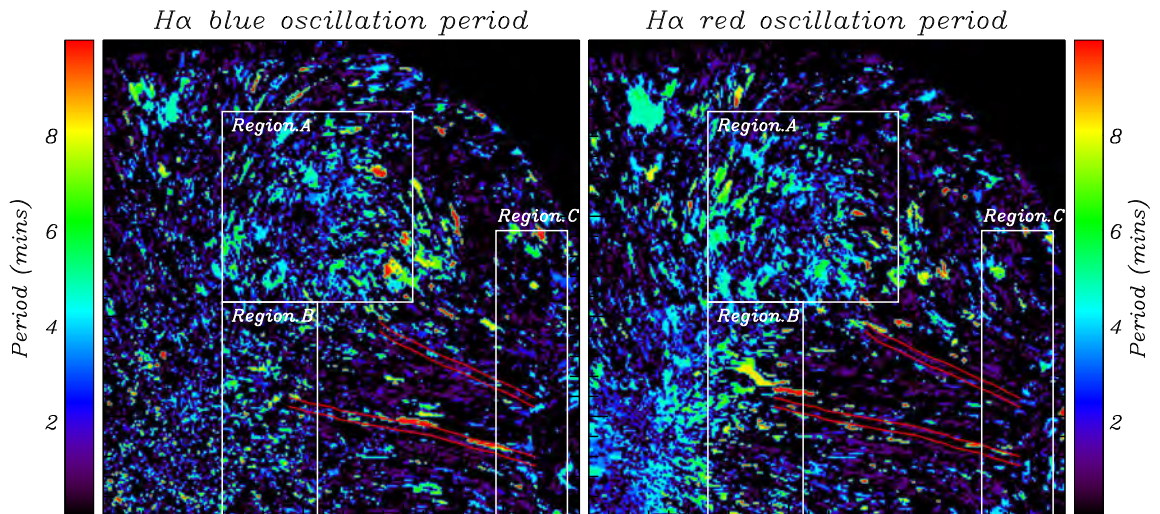 Hα blue oscillation period
Hα red oscillation period
Period (mins)
8
6
4
2
Region.A
Region.B
Region.C
Region.A
Region.B
Region.C
8
6
4
2
Period (mins)